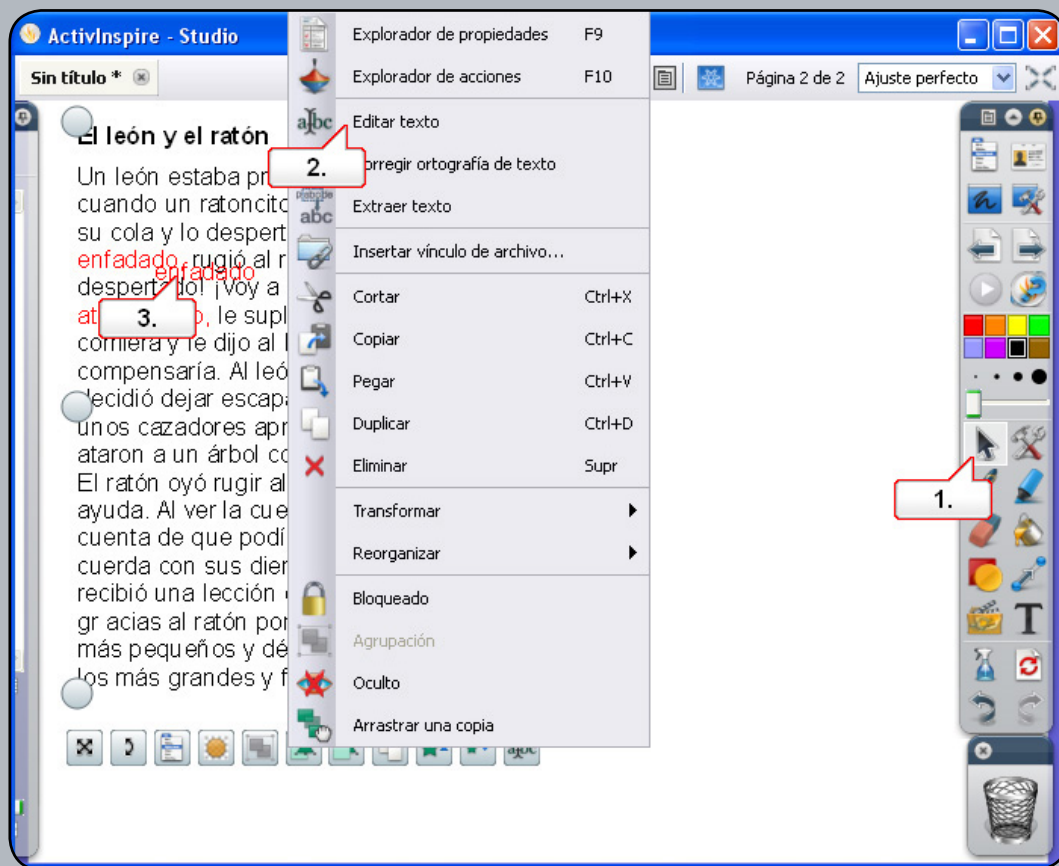 ActivInspire - Studio
Sin título *
Página 2 de 2
Ajuste perfecto
El león y el ratón
Un león estaba
cuando un ratoncito
su cola y lo despert
enfadado, rugió al r
enfadado
despertado! ¡Voy a
le supl
comiera y le dijo al
compensaría. Al leó
decidió dejar escapa
unos cazadores apr
ataron a un árbol co
El ratón oyó rugir al
ayuda. Al ver la cue
cuenta de que podí
cuerda con sus dien
recibió una lección
gr acias al ratón por
más pequeños y dé
los más grandes y f
Explorador de propiedades F9
Explorador de acciones F10
Editar texto
Corregir ortografía de texto
Extraer texto
Insertar vínculo de archivo...
Cortar Ctrl+X
Copiar Ctrl+C
Pegar Ctrl+V
Duplicar Ctrl+D
Eliminar Supr
Transformar
Reorganizar
Bloqueado
Agrupación
Oculto
Arrastrar una copia
1.
2.
3.